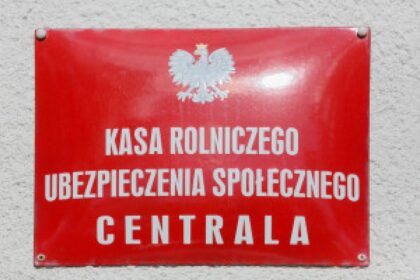 KASA ROLNICZEGO
UBEZPIECZENIA SPOŁECZNEGO
CENTRALA